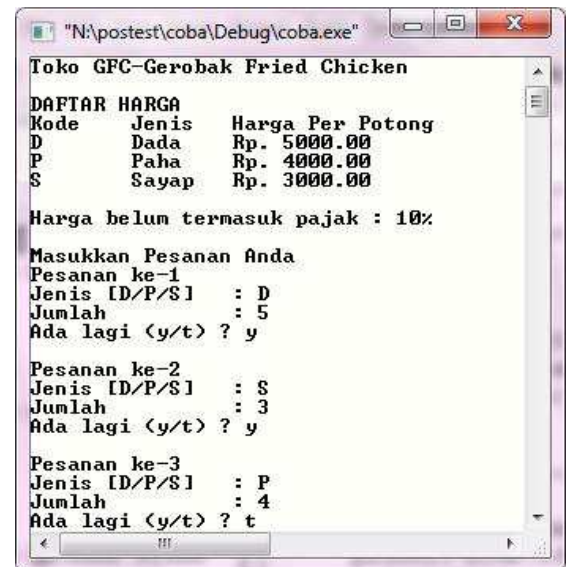 "N:\postest\coba\Debug\coba.exe"
Toko GFC-Gerobak Fried Chicken
DAFTAR HARGA
Kode Jenis Harga Per Potong
D Dada Rp. 5000.00
P Paha Rp. 4000.00
S Sayap Rp. 3000.00
Harga belum termasuk pajak : 10%
Masukkan Pesanan Anda
Pesanan ke-1
Jenis [D/P/S] : D
Jumlah : 5
Ada lagi (y/t) ? y
Pesanan ke-2
Jenis [D/P/S] : S
Jumlah : 3
Ada lagi (y/t) ? y
Pesanan ke-3
Jenis [D/P/S] : P
Jumlah : 4
Ada lagi (y/t) ? t